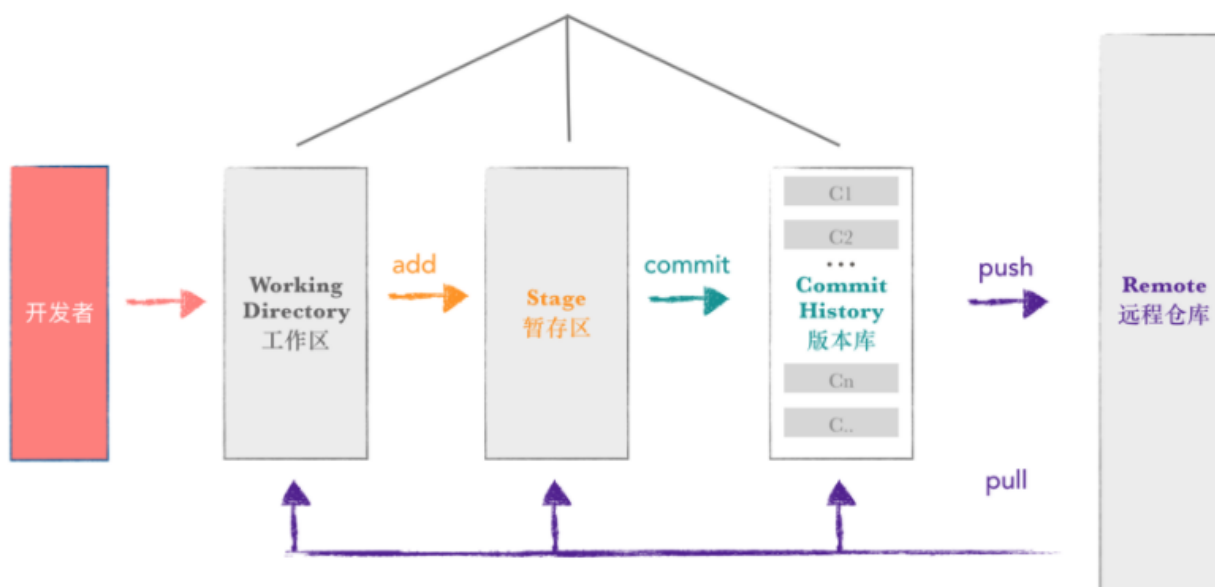 C1
C2
...
add
commit
push
开发者
Working
Directory
工作区
Stage
暂存区
Commit
History
版本库
Remote
远程仓库
Cn
C..
pull